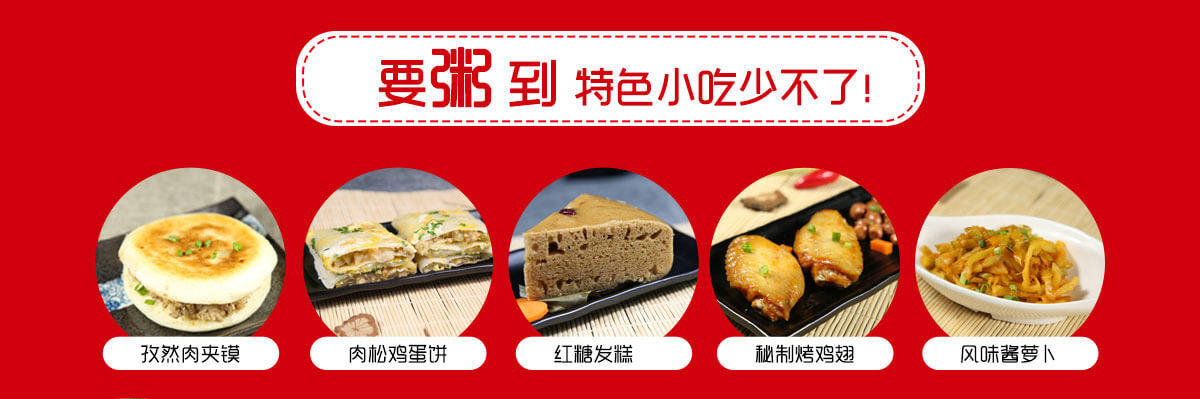 要粥到 特色小吃少不了!
孜然肉夹馍
肉松鸡蛋饼
红糖发糕
秘制烤鸡翅
风味酱萝卜